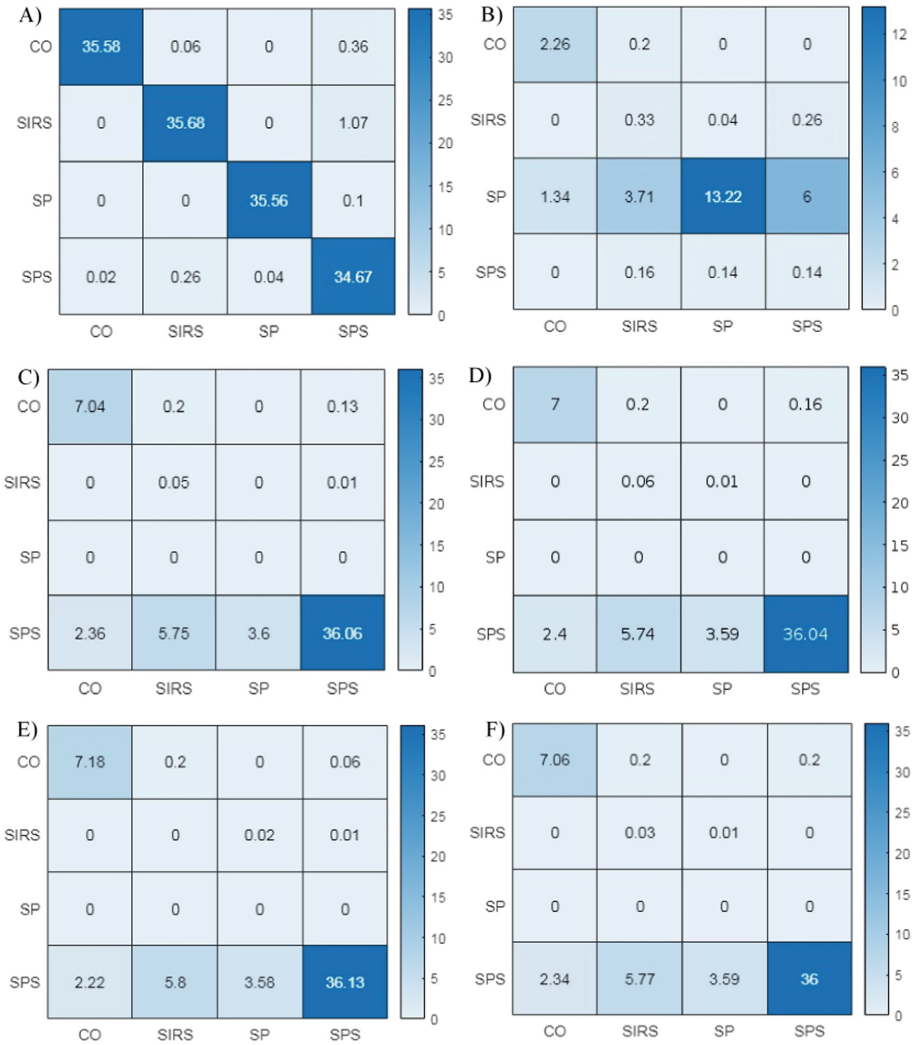 A)
CO 35.58 0.06 0 0.36
SIRS 0 35.68 0 1.07
SP 0 0 35.56 0.1
SPS 0.02 0.26 0.04 34.67
CO SIRS SP SPS
35
30
25
20
15
10
5
0
B)
CO 2.26 0.2 0 0
SIRS 0 0.33 0.04 0.26
SP 1.34 3.71 13.22 6
SPS 0 0.16 0.14 0.14
CO SIRS SP SPS
12
10
8
6
4
2
0
C)
CO 7.04 0.2 0 0.13
SIRS 0 0.05 0 0.01
SP 0 0 0 0
SPS 2.36 5.75 3.6 36.06
CO SIRS SP SPS
35
30
25
20
15
10
5
0
D)
CO 7 0.2 0 0.16
SIRS 0 0.06 0.01 0
SP 0 0 0 0
SPS 2.4 5.74 3.59 36.04
CO SIRS SP SPS
35
30
25
20
15
10
5
0
E)
CO 7.18 0.2 0 0.06
SIRS 0 0 0.02 0.01
SP 0 0 0 0
SPS 2.22 5.8 3.58 36.13
CO SIRS SP SPS
35
30
25
20
15
10
5
0
F)
CO 7.06 0.2 0 0.2
SIRS 0 0.03 0.01 0
SP 0 0 0 0
SPS 2.34 5.77 3.59 36
CO SIRS SP SPS
35
30
25
20
15
10
5
0